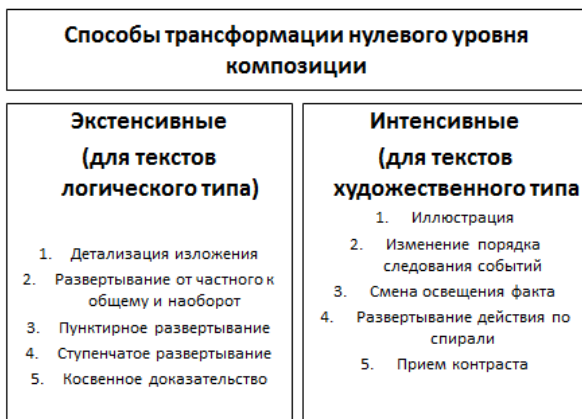 Способы трансформации нулевого уровня
композиции
Экстенсивные
(для текстов
логического типа)
1. Детализация изложения
2. Развертывание от частного к
общему и наоборот
3. Пунктирное развертывание
4. Ступенчатое развертывание
5. Косвенное доказательство
Интенсивные
(для текстов
художественного типа
1. Иллюстрация
2. Изменение порядка
следования событий
3. Смена освещения факта
4. Развертывание действия по
спирали
5. Прием контраста